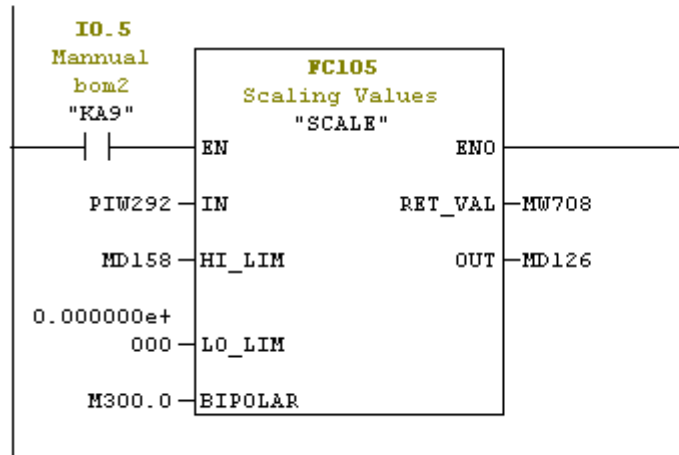 I0.5
Mannual
bom2
"KA9"
FC105
Scaling Values
"SCALE"
EN
ENO
PIW292
IN
RET_VAL
MW708
MD158
HI_LIM
OUT
MD126
0.000000e+
000
LO_LIM
M300.0
BIPOLAR